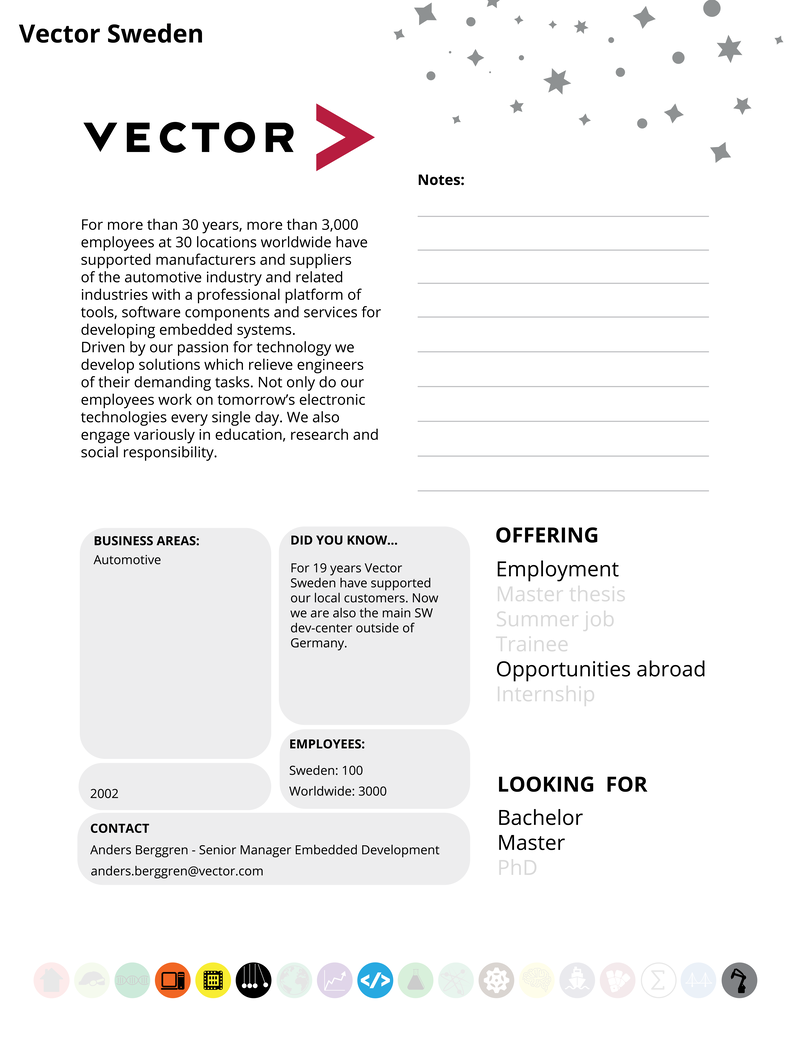 Vector Sweden
VECTOR
For more than 30 years, more than 3,000
employees at 30 locations worldwide have
supported manufacturers and suppliers
of the automotive industry and related
industries with a professional platform of
tools, software components and services for
developing embedded systems.
Driven by our passion for technology we
develop solutions which relieve engineers
of their demanding tasks. Not only do our
employees work on tomorrow’s electronic
technologies every single day. We also
engage variously in education, research and
social responsibility.
Notes:
BUSINESS AREAS:
Automotive
2002
DID YOU KNOW...
For 19 years Vector
Sweden have supported
our local customers. Now
we are also the main SW
dev-center outside of
Germany.
EMPLOYEES:
Sweden: 100
Worldwide: 3000
CONTACT
Anders Berggren - Senior Manager Embedded Development
anders.berggren@vector.com
OFFERING
Employment
Master thesis
Summer job
Trainee
Opportunities abroad
Internship
LOOKING FOR
Bachelor
Master
PhD